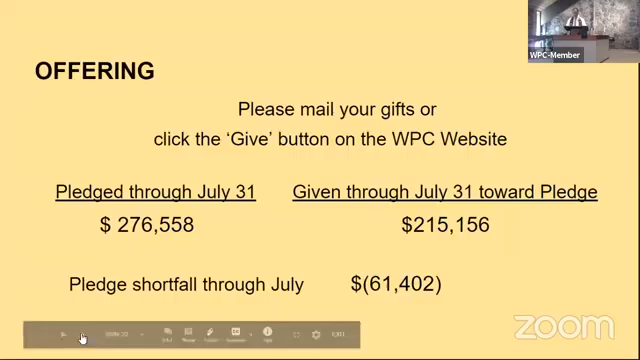 WPC-Member
OFFERING
Please mail your gifts or
click the ‘Give’ button on the WPC Website
Pledged through July 31
Given through July 31 toward Pledge
$ 276,558
$215,156
Pledge shortfall through July
$(61,402)
zoom